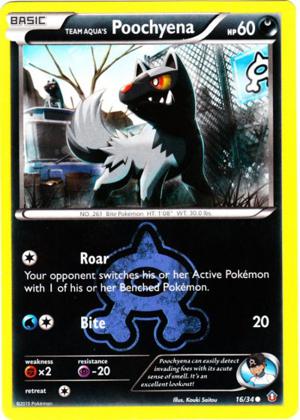 BASIC
TEAM AQUA'S Poochyena HP 60
NO. 261 Bite Pokémon HT. 1'08" WT. 30.0 lbs.
Roar
Your opponent switches his or her Active Pokémon
with 1 of his or her Benched Pokémon.
Bite 20
weakness resistance
×2 -20
retreat
Poochyena can easily detect
invading foes with its acute
sense of smell. It's an
excellent lookout!
©2015 Pokémon
Illus. Kouki Saitou 16/34